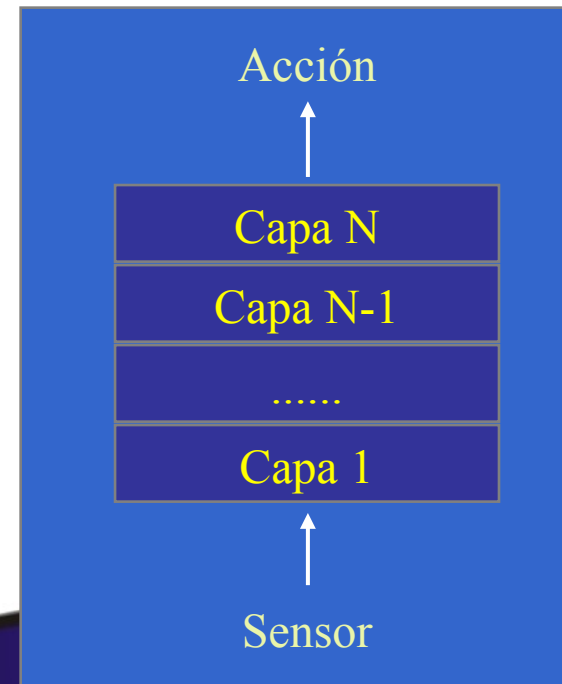 Acción
Capa N
Capa N-1
......
Capa 1
Sensor